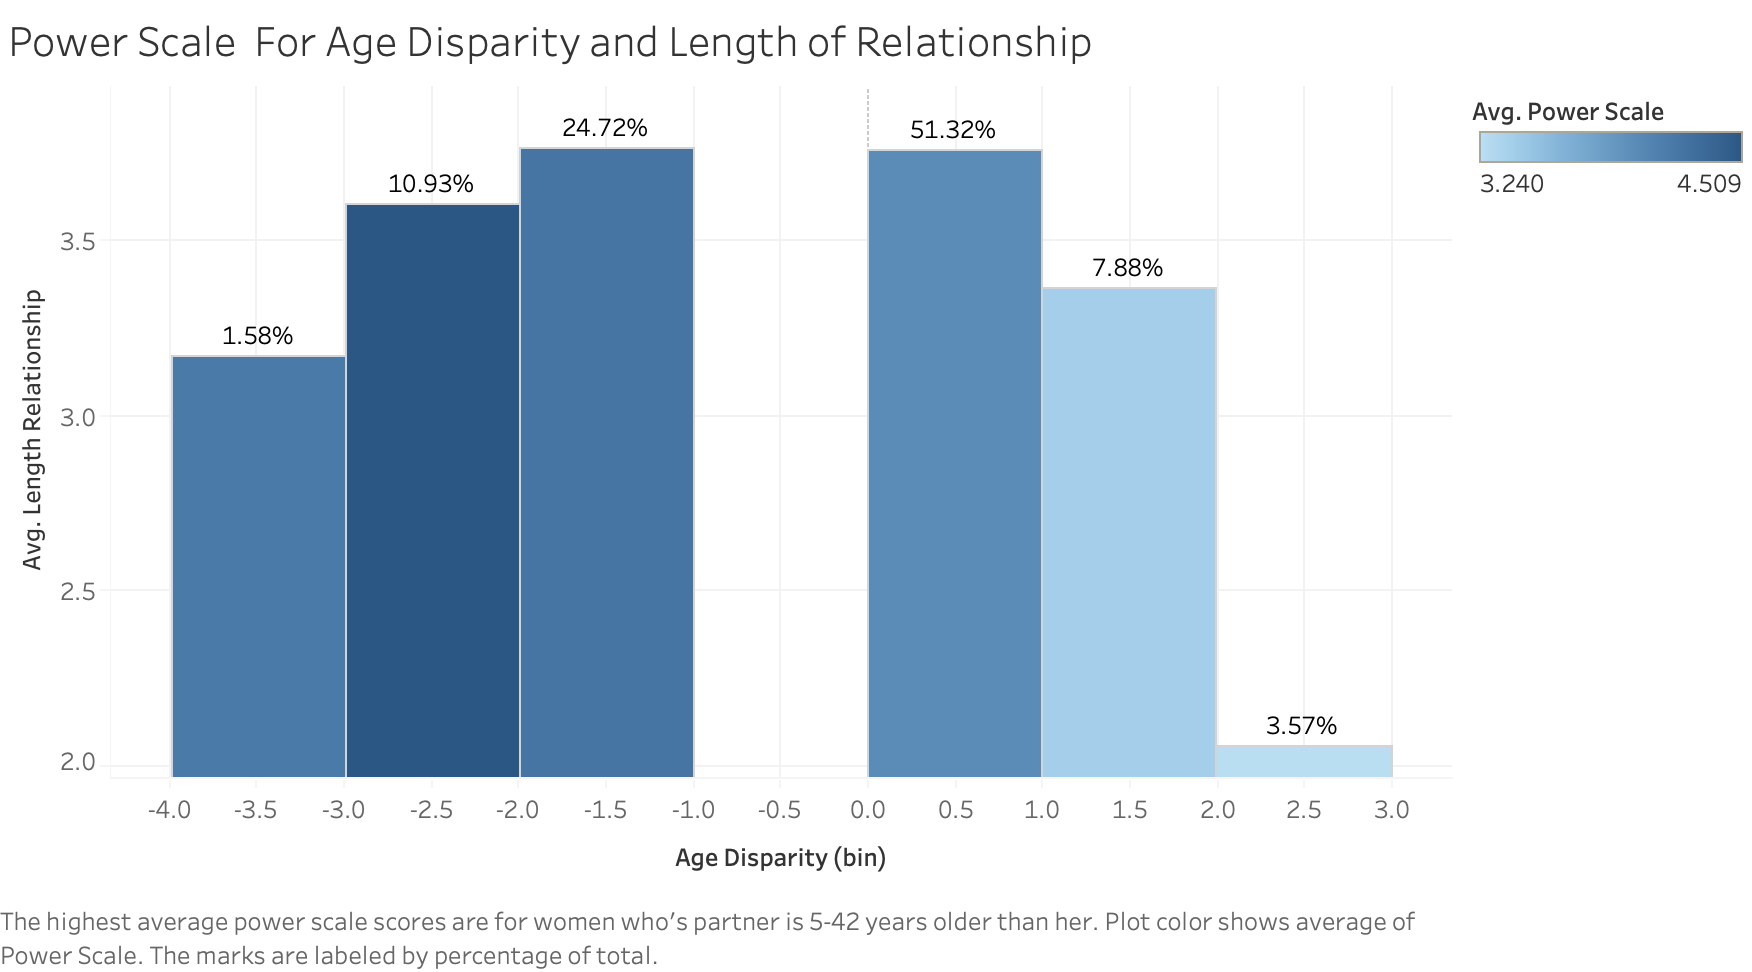 Power Scale  For Age Disparity and Length of Relationship
Avg. Power Scale
3.240 4.509
24.72%
51.32%
10.93%
7.88%
1.58%
3.57%
Avg. Length Relationship
3.5
3.0
2.5
2.0
-4.0 -3.5 -3.0 -2.5 -2.0 -1.5 -1.0 -0.5 0.0 0.5 1.0 1.5 2.0 2.5 3.0
Age Disparity (bin)
The highest average power scale scores are for women who's partner is 5-42 years older than her. Plot color shows average of
Power Scale. The marks are labeled by percentage of total.